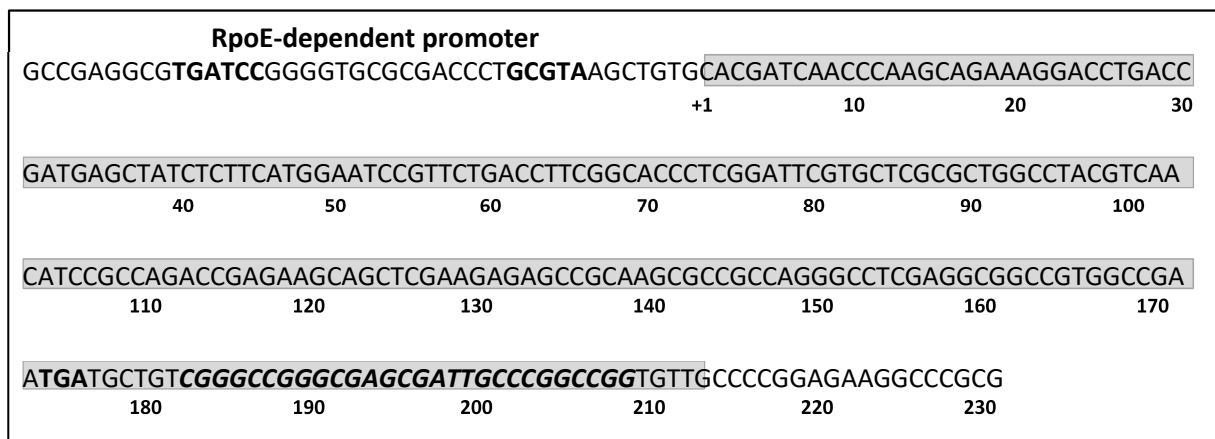 RpoE-dependent promoter
GCCGAGGCGTGATCCGGGGTGCGCGACCCTGCGTAAGCTGTGCACGATCAACCCAAGCAGAAAGGACCTGACC
+1 10 20 30
GATGAGCTATCTCTTCATGGAATCCGTTCTGACCTTCGGCACCCTCGGATTCGTGCTCGCGCTGGCCTACGTCAA
40 50 60 70 80 90 100
CATCCGCCAGACCGAGAAGCAGCTCGAAGAGAGCCGCAAGCGCCGCCAGGGCCTCGAGGCGGCCGTGGCCGA
110 120 130 140 150 160 170
ATGATGCTGTCGGGCCGGGCGAGCGATTGCCCGGCCGGTGTTGCCCCGGAGAAGGCCCGCG
180 190 200 210 220 230